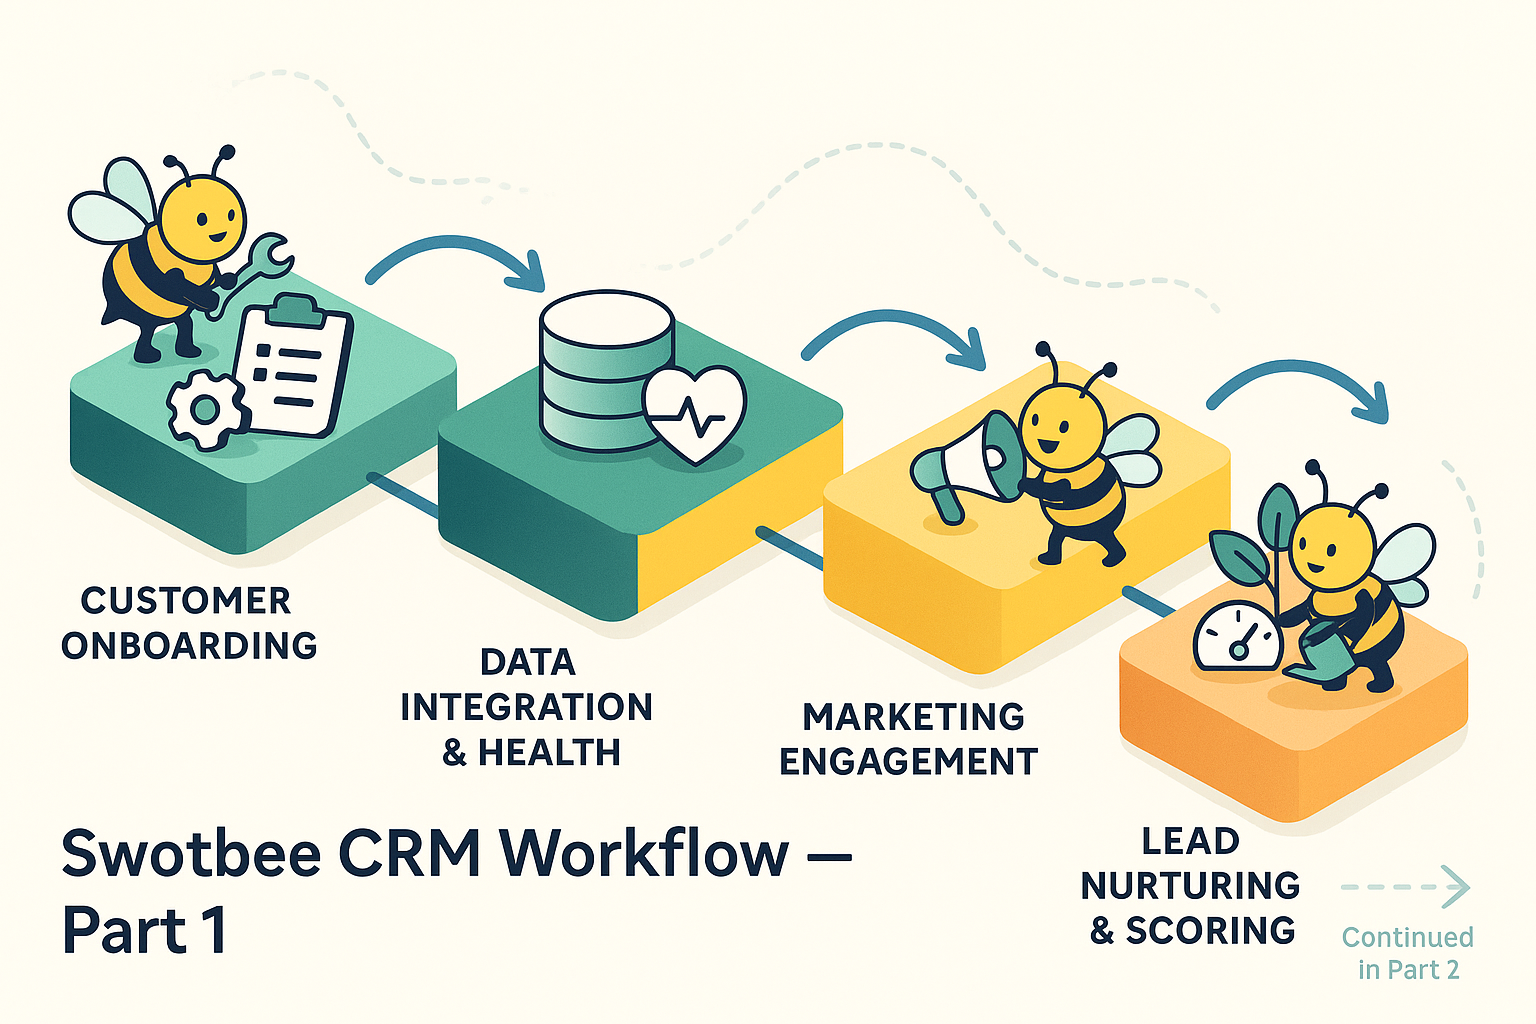 CUSTOMER
ONBOARDING
DATA
INTEGRATION
& HEALTH
MARKETING
ENGAGEMENT
LEAD
NURTURING
& SCORING
Swotbee CRM Workflow —
Part 1
Continued
in Part 2